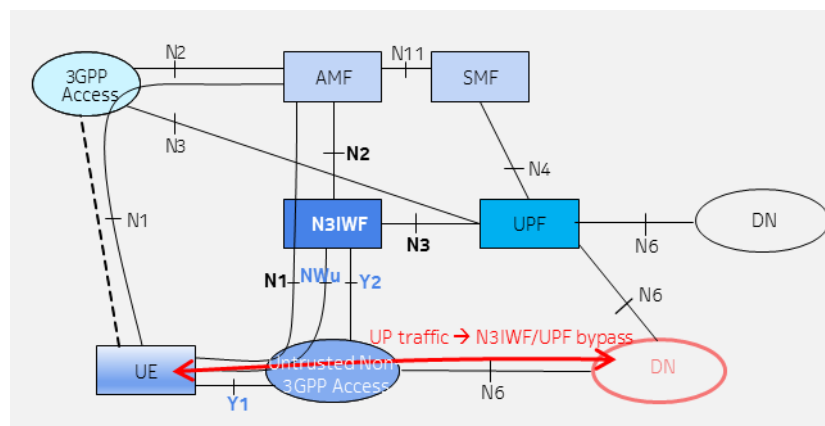 N2
N11
3GPP
Access
AMF
SMF
N3
N2
N4
N1
N3IWF
UPF
DN
N3
N6
N1
NWu
Y2
N6
UP traffic → N3IWF/UPF bypass
UE
Untrusted Non-
3GPP Access
DN
N6
Y1